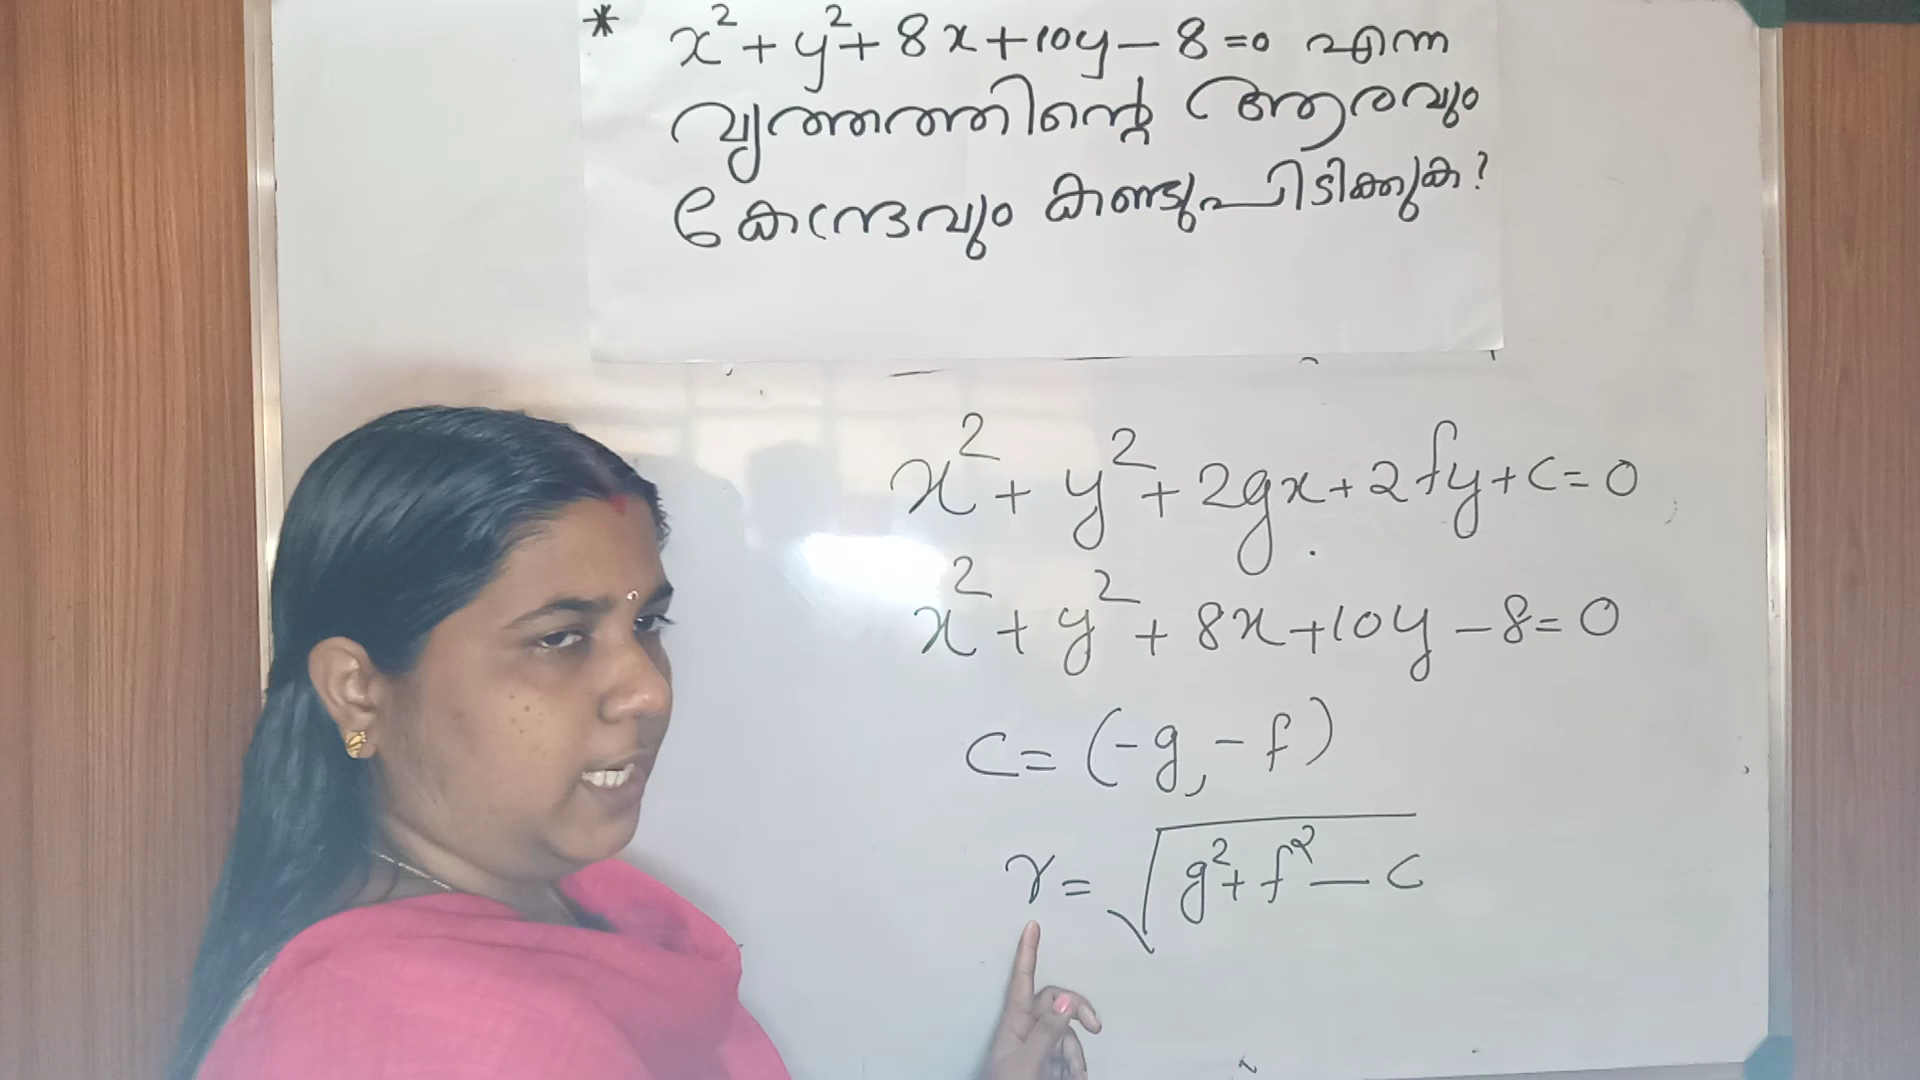 * x²+y²+8x+10y-8=0 എന്ന
വൃത്തത്തിന്റെ ആരവും
കേന്ദ്രവും കണ്ടുപിടിക്കുക?
x²+y²+2gx+2fy+c=0
x²+y²+8x+10y-8=0
C=(-g,-f)
r=√g²+f²-c